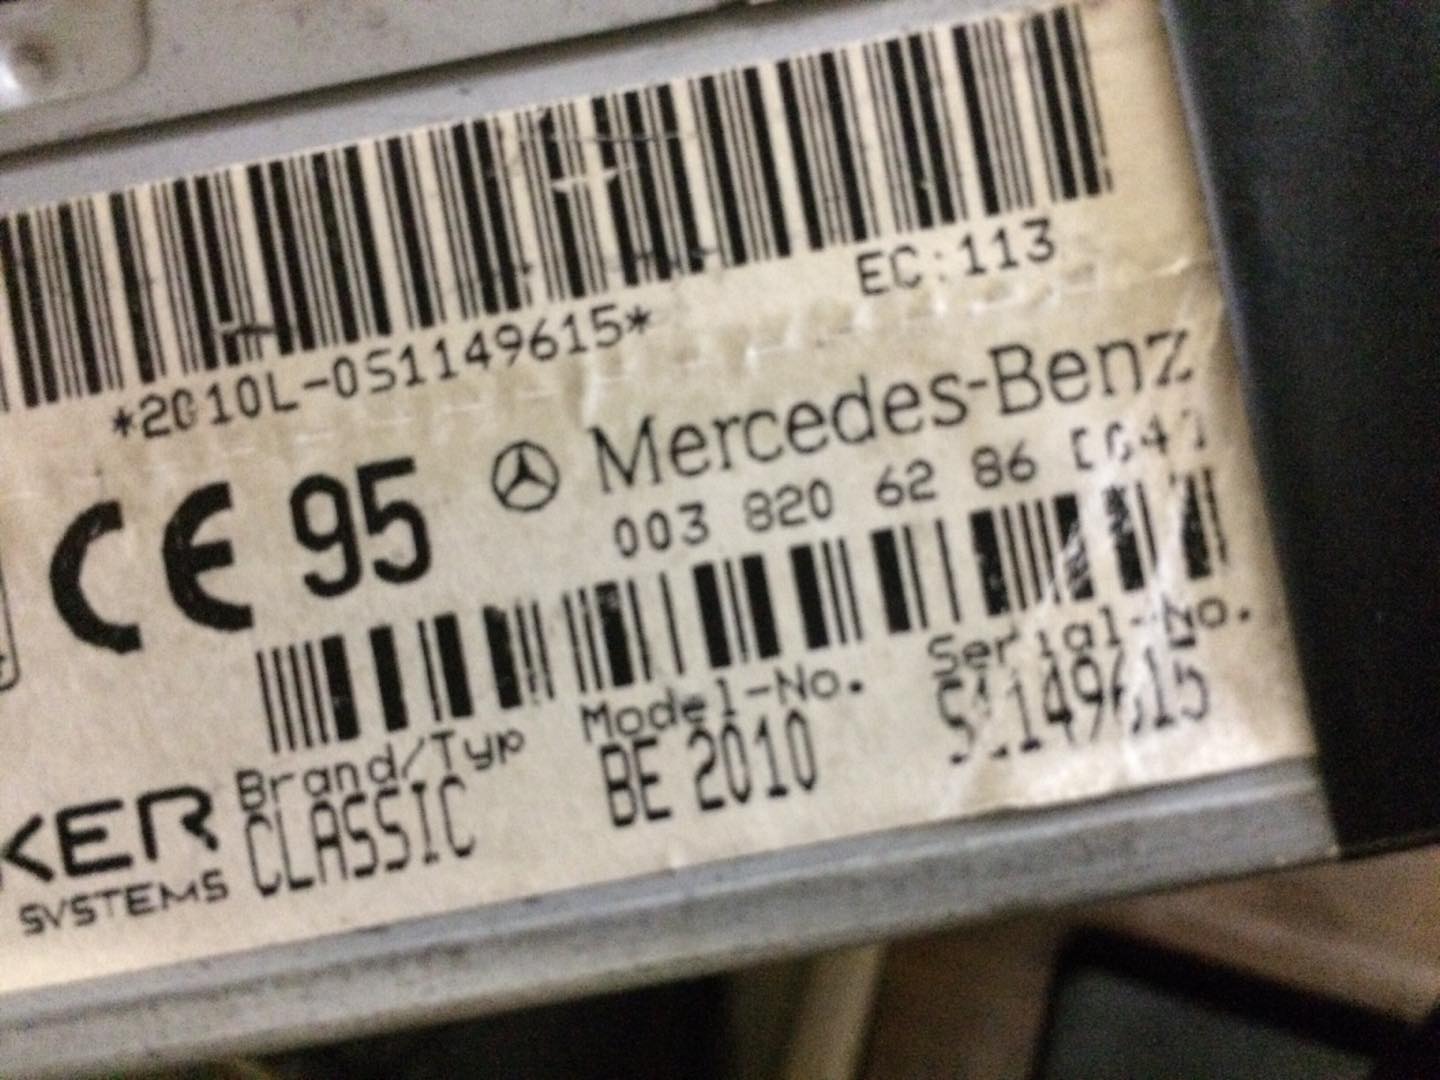 EC:113
*2010L-0S1149615*
CE 95 Mercedes-Benz
003 820 62 86
Brand/Typ Model-No. Serial-No.
CLASSIC BE 2010 S1149615
KER
SYSTEMS